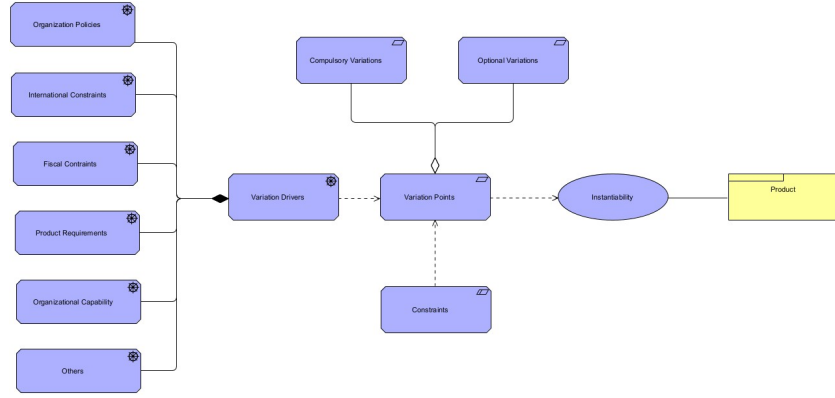 Organization Policies
International Constraints
Fiscal Contraints
Product Requirements
Organizational Capability
Others
Variation Drivers
Compulsory Variations
Optional Variations
Variation Points
Constraints
Instantiability
Product